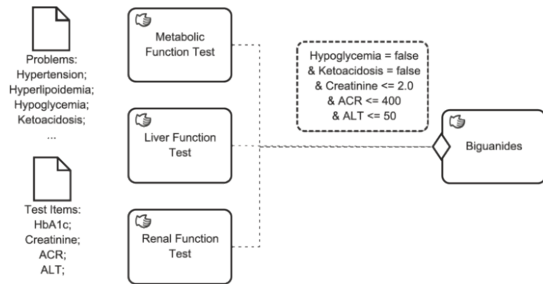 Problems:
Hypertension;
Hyperlipoidemia;
Hypoglycemia;
Ketoacidosis;
...
Test Items:
HbA1c;
Creatinine;
ACR;
ALT;
Metabolic
Function Test
Liver Function
Test
Renal Function
Test
Hypoglycemia = false
& Ketoacidosis = false
& Creatinine <= 2.0
& ACR <= 400
& ALT <= 50
Biguanides